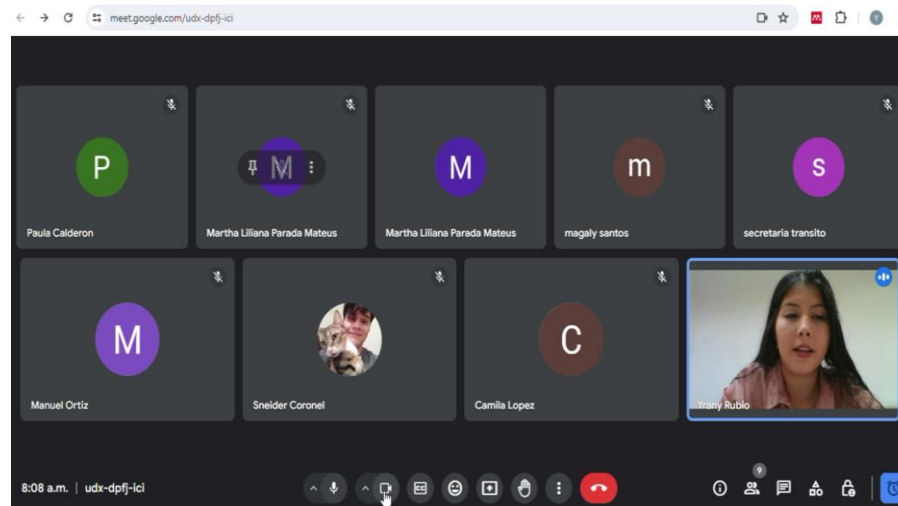 meet.google.com/udx-dpfj-ici
Y
P
Paula Calderon
M
Martha Liliana Parada Mateus
M
Martha Liliana Parada Mateus
m
magaly santos
s
secretaria transito
M
Manuel Ortiz
Sneider Coronel
C
Camila Lopez
Yrany Rubio
8:08 a.m. | udx-dpfj-ici
CC
9